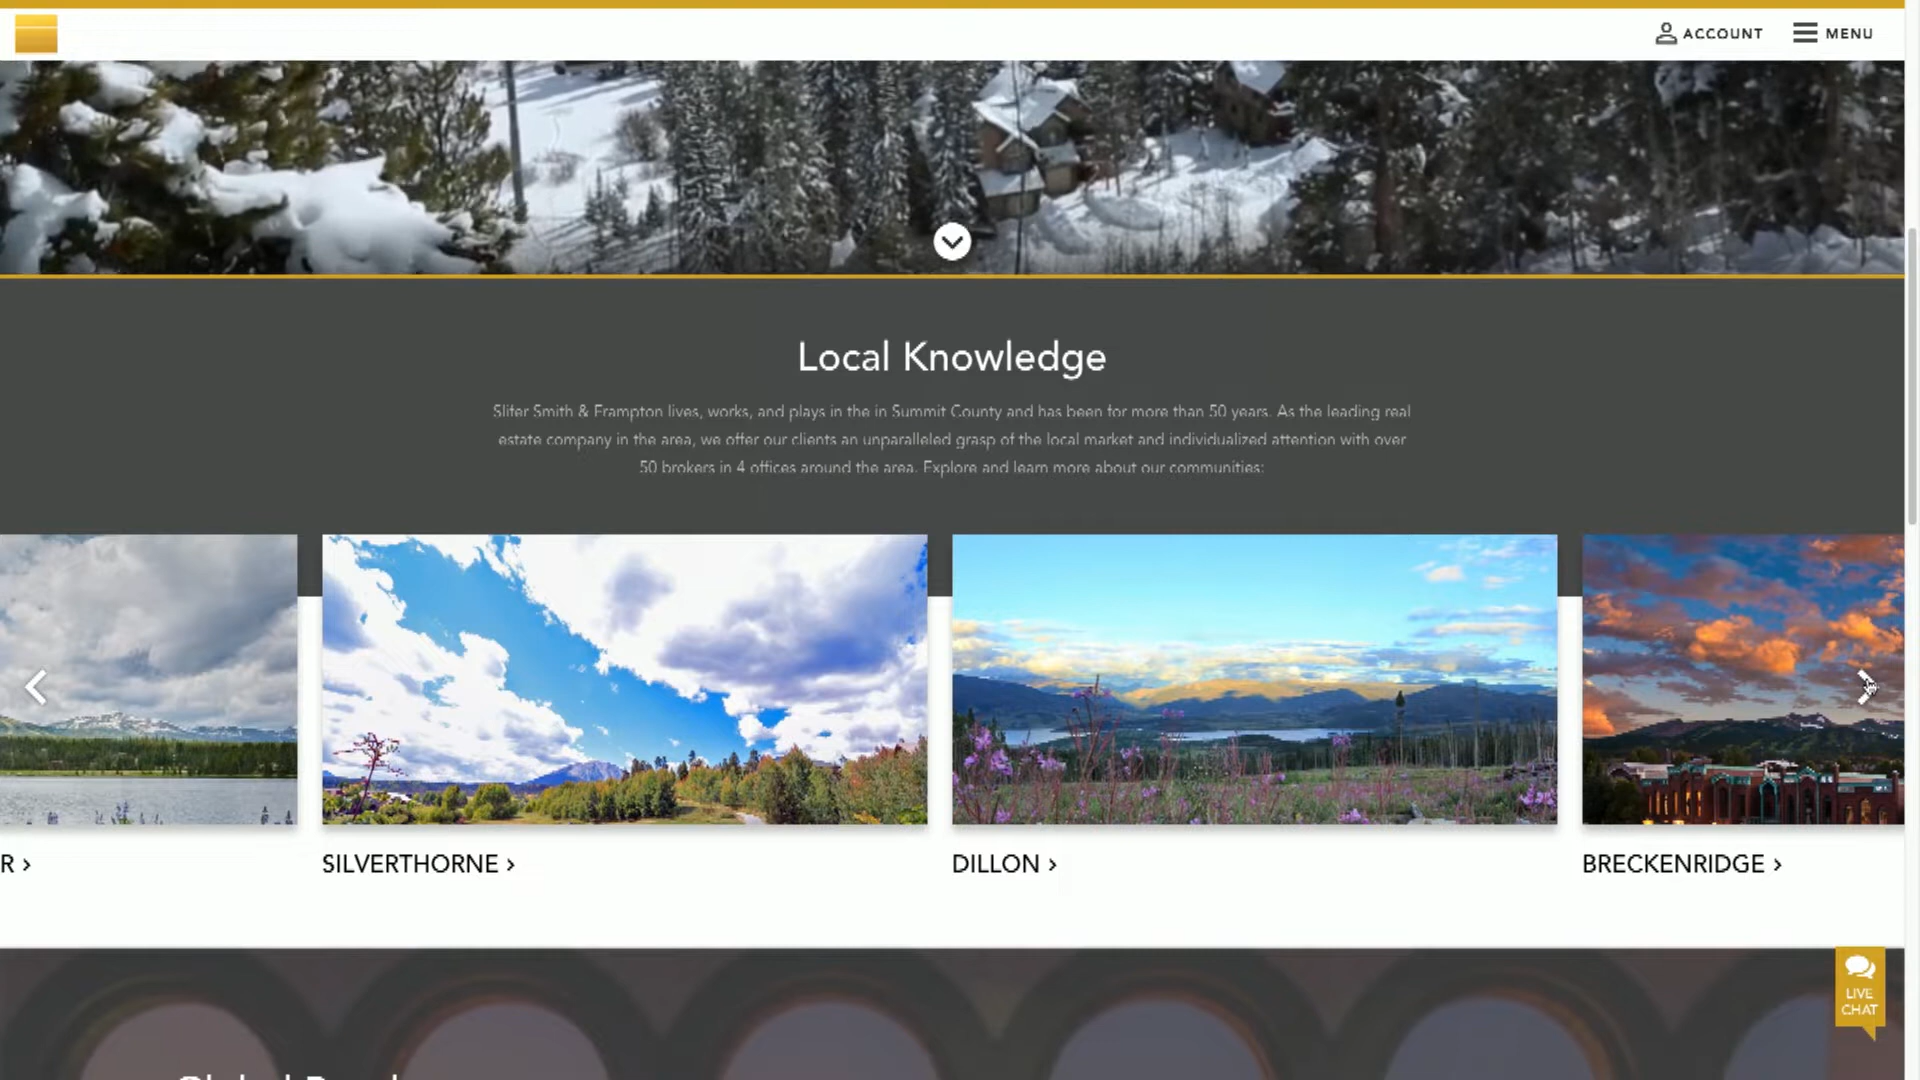 ACCOUNT
MENU
Local Knowledge
Slifer Smith & Frampton lives, works, and plays in the in Summit County and has been for more than 50 years. As the leading real
estate company in the area, we offer our clients an unparalleled grasp of the local market and individualized attention with over
50 brokers in 4 offices around the area. Explore and learn more about our communities:
R >
SILVERTHORNE >
DILLON >
BRECKENRIDGE >
LIVE
CHAT